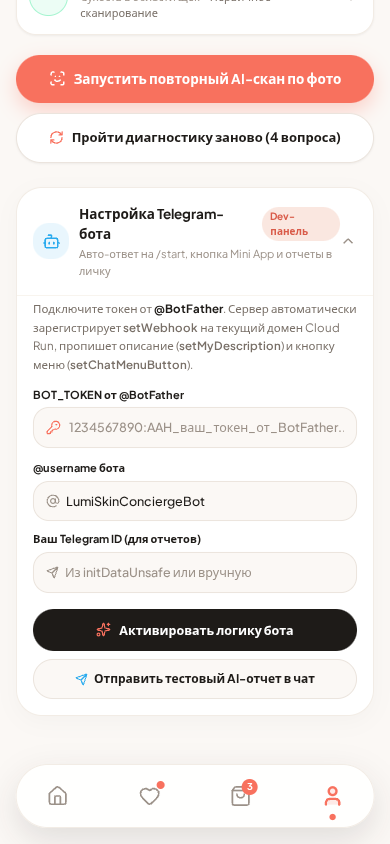 сканирование
Запустить повторный AI-скан по фото
Пройти диагностику заново (4 вопроса)
Настройка Telegram-
бота
Dev-
панель
Авто-ответ на /start, кнопка Mini App и отчеты в
личку
Подключите токен от @BotFather. Сервер автоматически
зарегистрирует setWebhook на текущий домен Cloud
Run, пропишет описание (setMyDescription) и кнопку
меню (setChatMenuButton).
BOT_TOKEN от @BotFather
1234567890:AAH_ваш_токен_от_BotFather..
@username бота
@ LumiSkinConciergeBot
Ваш Telegram ID (для отчетов)
Из initDataUnsafe или вручную
Активировать логику бота
Отправить тестовый AI-отчет в чат
3